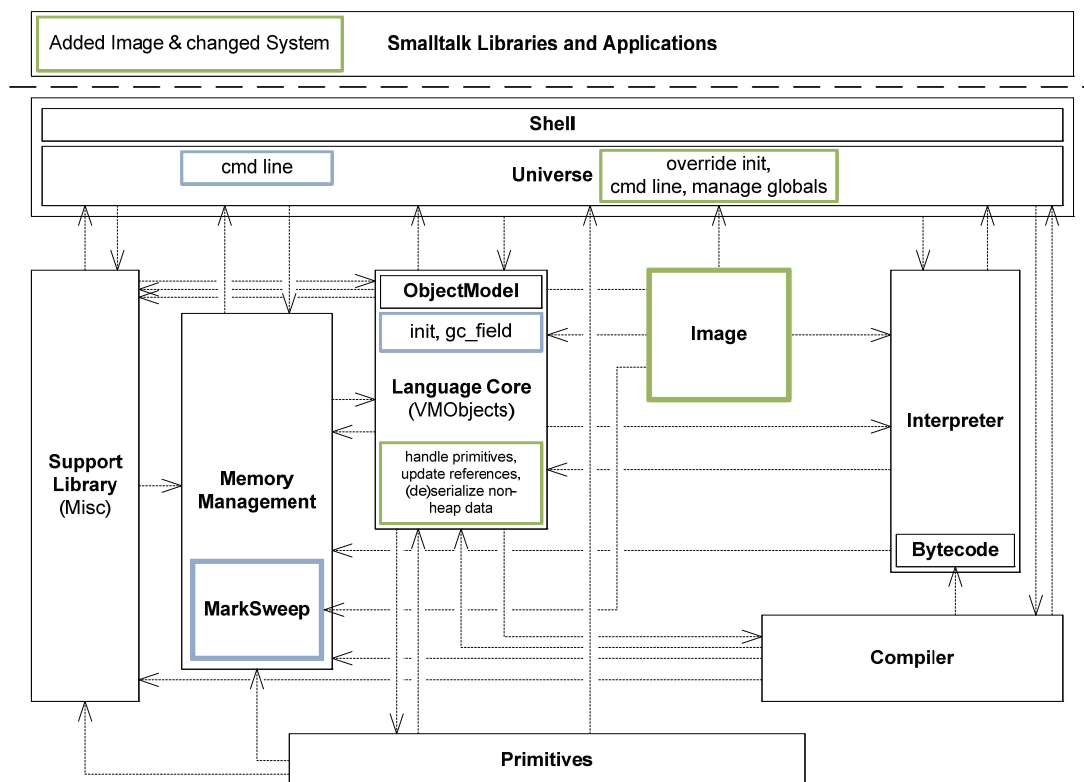 Added Image & changed System
Smalltalk Libraries and Applications
Shell
cmd line
Universe
override init,
cmd line, manage globals
ObjectModel
init, gc_field
Language Core
(VMObjects)
handle primitives,
update references,
(de)serialize non-
heap data
Image
Interpreter
Bytecode
Support
Library
(Misc)
Memory
Management
MarkSweep
Compiler
Primitives